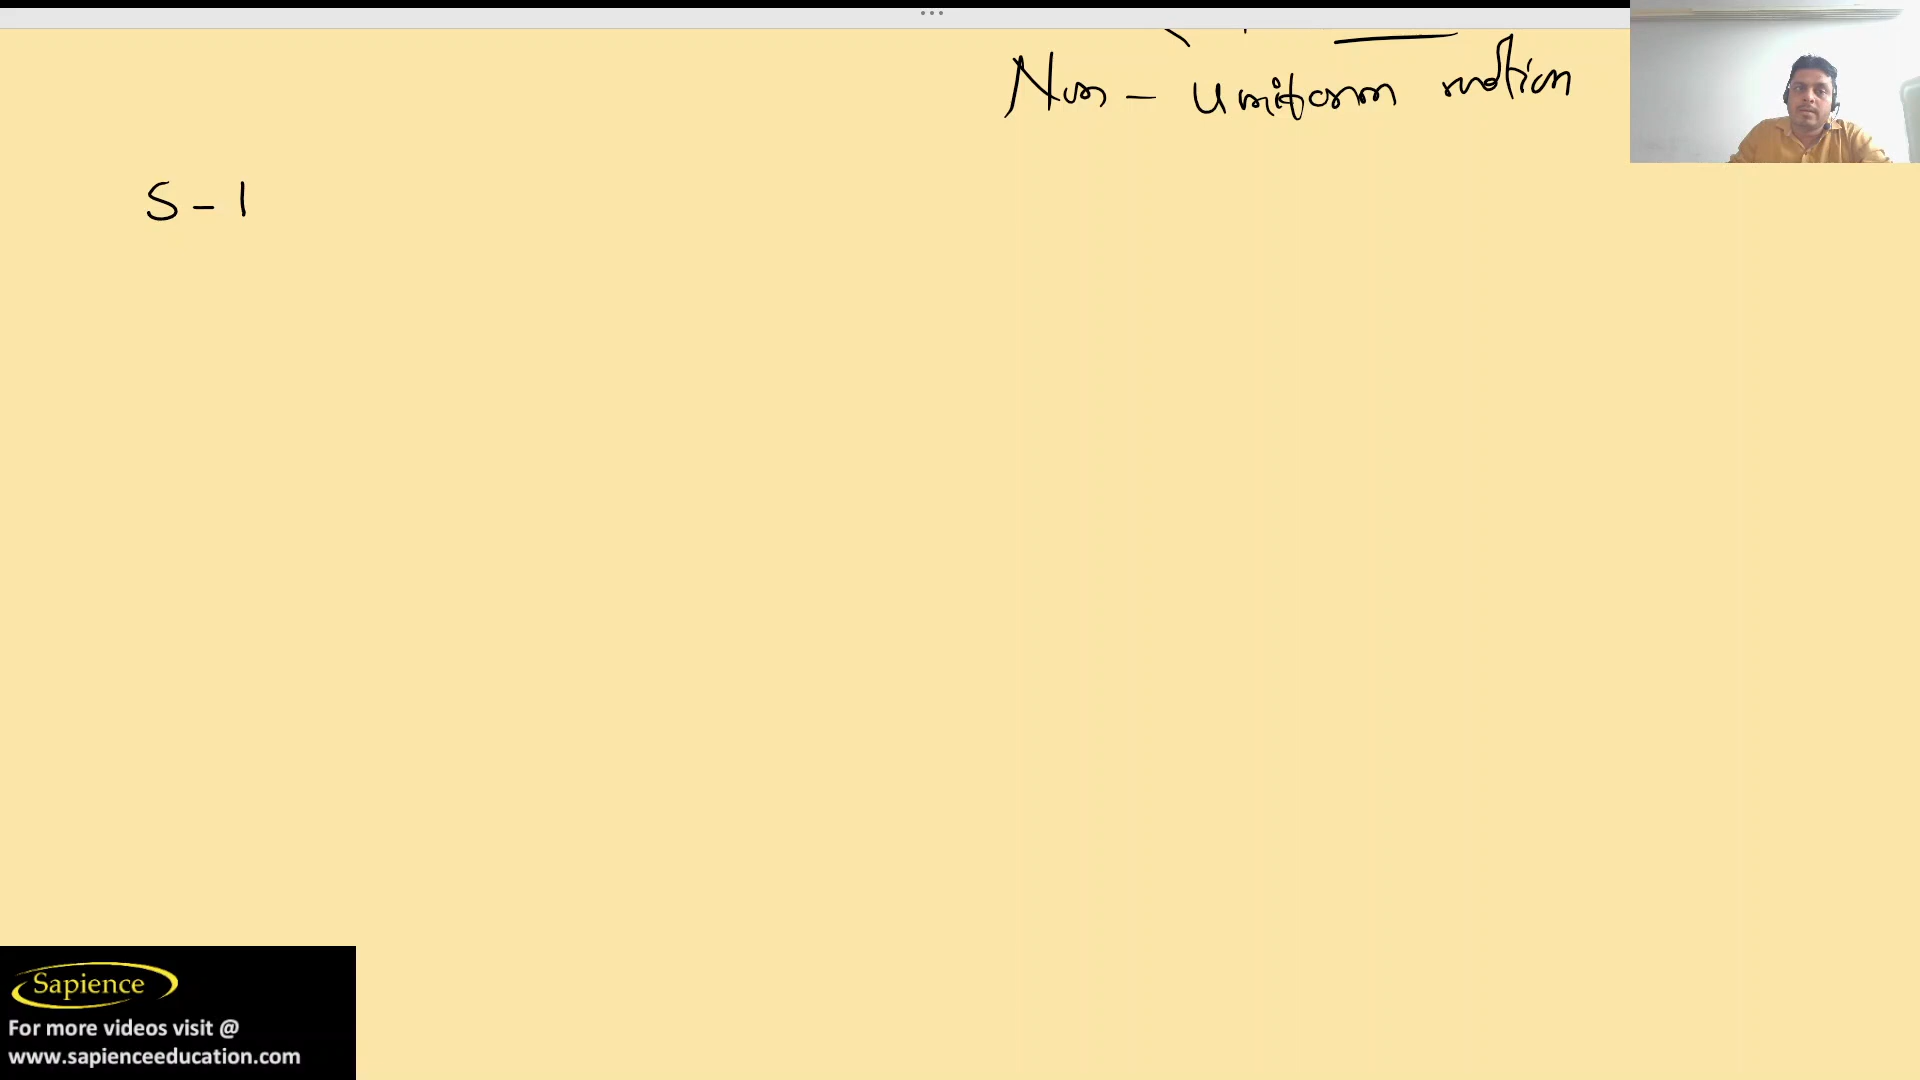 Non - uniform motion
S - 1
Sapience
For more videos visit @
www.sapienceeducation.com